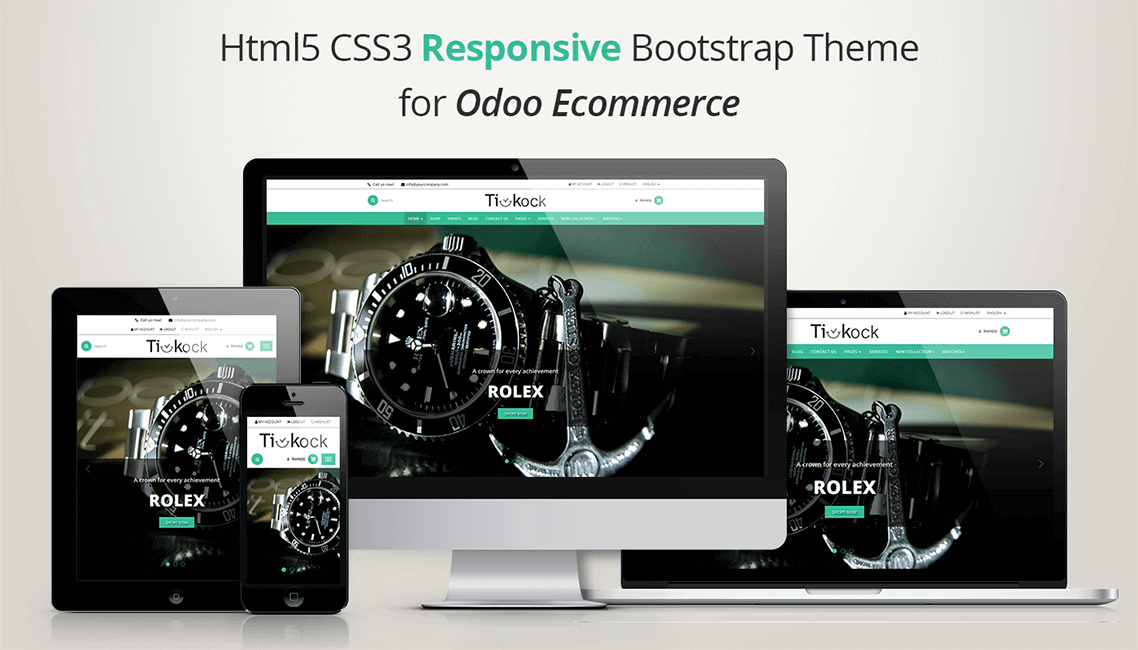 Html5 CSS3 Responsive Bootstrap Theme
for Odoo Ecommerce
Call us now! info@yourcompany.com MY ACCOUNT LOGOUT WISHLIST ENGLISH
Search Tickock Item(s)
HOME SHOP EVENTS BLOG CONTACT US PAGES SERVICES NEW COLLECTION WATCHES
A crown for every achievement
ROLEX
SHOPE NOW
Call us now! info@yourcompany.com
MY ACCOUNT LOGOUT WISHLIST ENGLISH
Search Tickock Item(s)
A crown for every achievement
ROLEX
SHOPE NOW
MY ACCOUNT LOGOUT WISHLIST
Tickock
Item(s)
MY ACCOUNT LOGOUT WISHLIST ENGLISH
Tickock Item(s)
BLOG CONTACT US PAGES SERVICES NEW COLLECTION WATCHES
A crown for every achievement
ROLEX
SHOPE NOW